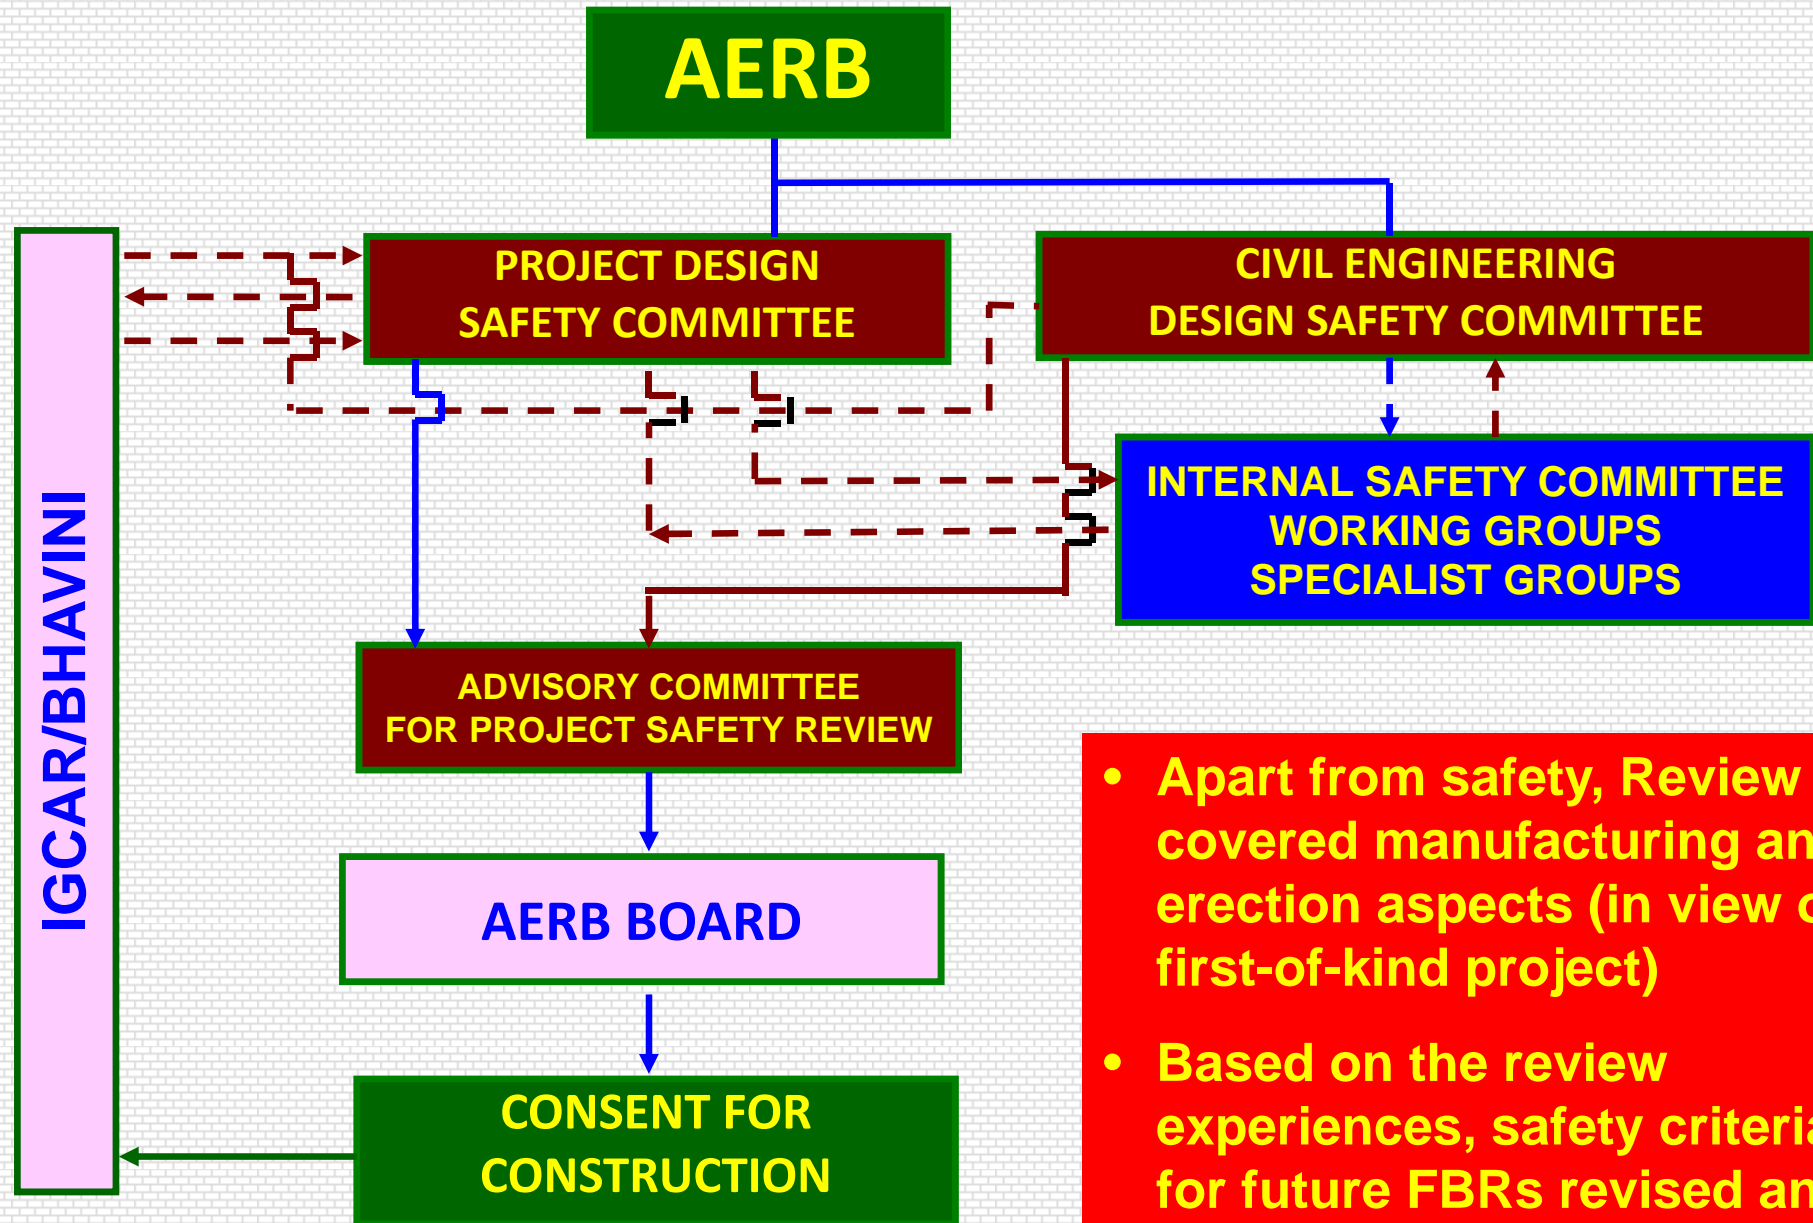 AERB
PROJECT DESIGN
SAFETY COMMITTEE
CIVIL ENGINEERING
DESIGN SAFETY COMMITTEE
IGCAR/BHAVINI
INTERNAL SAFETY COMMITTEE
WORKING GROUPS
SPECIALIST GROUPS
ADVISORY COMMITTEE
FOR PROJECT SAFETY REVIEW
AERB BOARD
CONSENT FOR
CONSTRUCTION
• Apart from safety, Review
covered manufacturing
erection aspects (in view
first-of-kind project)
• Based on the review
experiences, safety criteria
for future FBRs revised